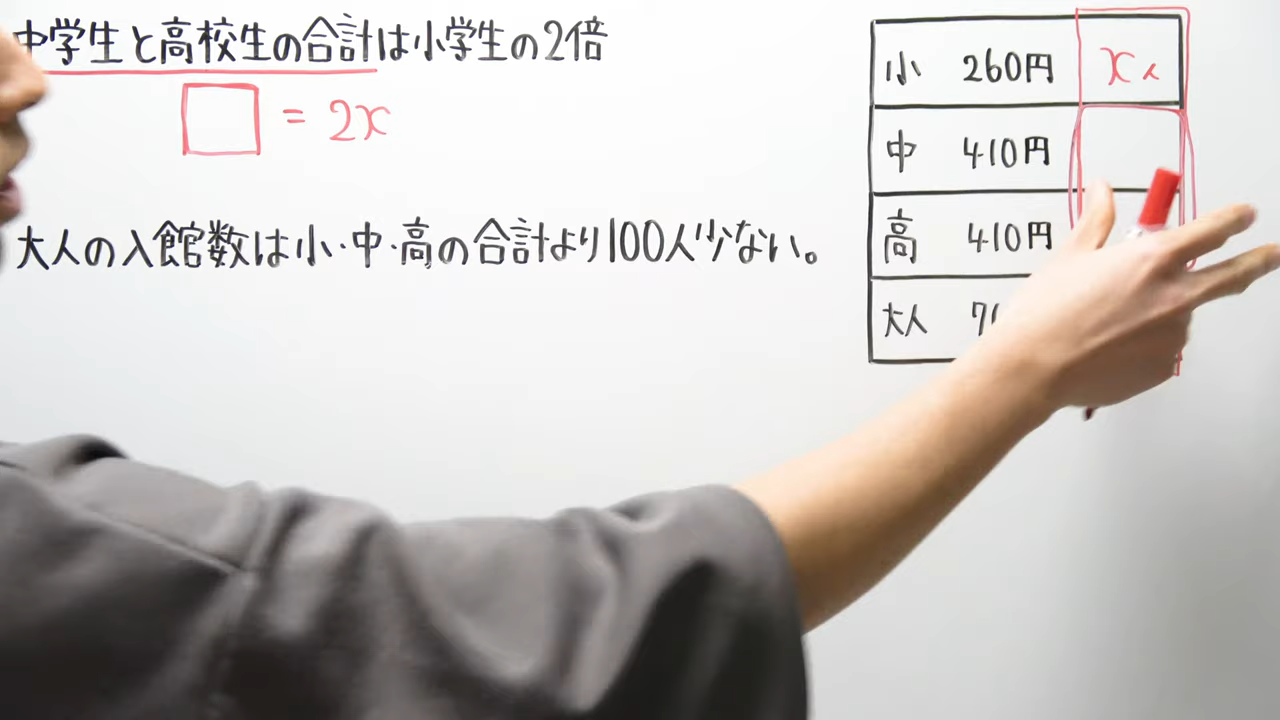 中学生と高校生の合計は小学生の2倍
□ = 2x
大人の入館数は小・中・高の合計より100人少ない。
小 260円 x人
中 410円
高 410円
大人